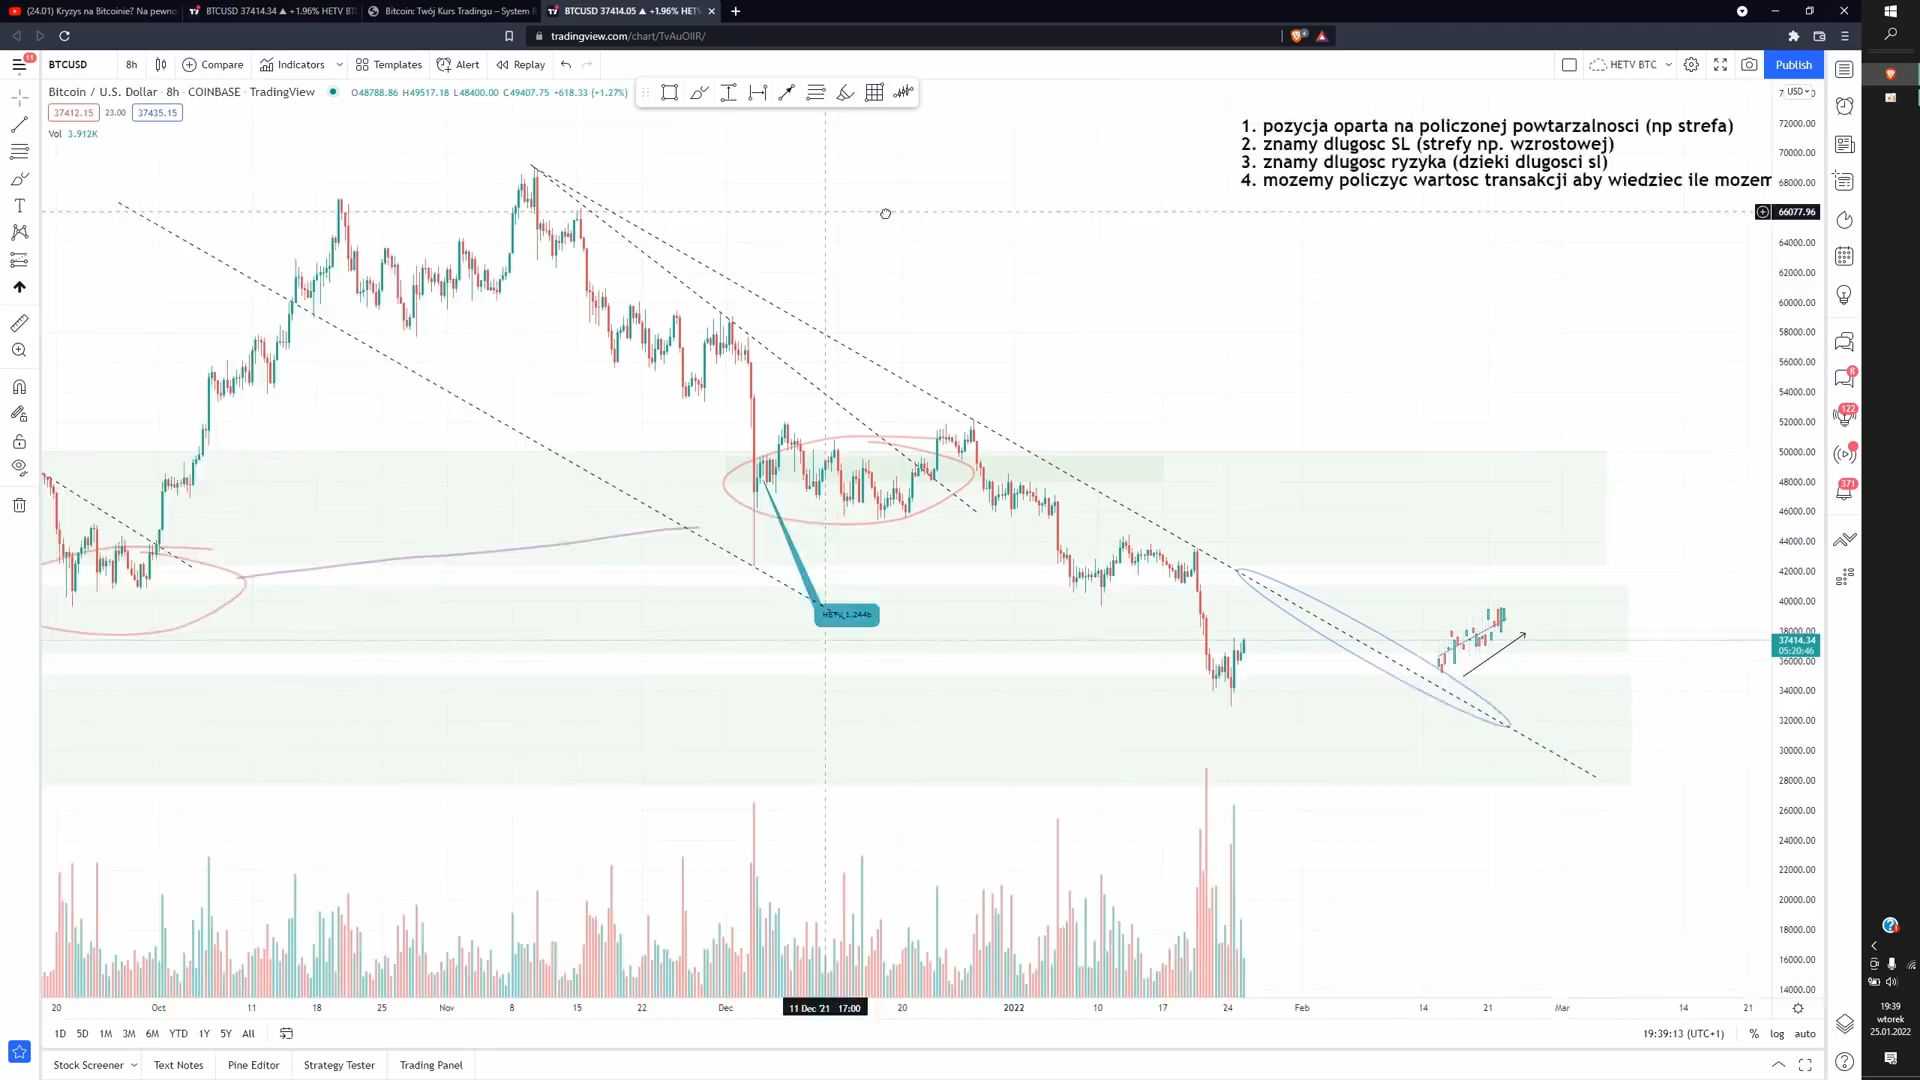 (24.01) Kryzys na Bitcoinie? Na pewno
BTCUSD 37414.34 ▲ +1.96% HETV BTC
Bitcoin: Twój Kurs Tradingu – System
BTCUSD 37414.05 ▲ +1.96% HETV
tradingview.com/chart/TvAuOlIR/
4
11
BTCUSD
8h
Compare
Indicators
Templates
Alert
Replay
HETV BTC
Publish
Bitcoin / U.S. Dollar · 8h · COINBASE · TradingView
O48788.86 H49517.18 L48400.00 C49407.75 +618.33 (+1.27%)
USD
37412.15
23.00
37435.15
Vol 3.912K
1. pozycja oparta na policzonej powtarzalnosci (np strefa)
2. znamy dlugosc SL (strefy np. wzrostowej)
3. znamy dlugosc ryzyka (dzieki dlugosci sl)
4. mozemy policzyc wartosc transakcji aby wiedziec ile mozem
72000.00
70000.00
68000.00
66077.96
64000.00
62000.00
60000.00
58000.00
56000.00
54000.00
52000.00
50000.00
48000.00
46000.00
44000.00
42000.00
40000.00
38000.00
37414.34
05:20:46
36000.00
34000.00
32000.00
30000.00
28000.00
26000.00
24000.00
22000.00
20000.00
18000.00
16000.00
14000.00
HETV 1.244b
8
122
371
20
Oct
11
18
25
Nov
8
15
22
Dec
11 Dec '21 17:00
20
2022
10
17
24
Feb
14
21
Mar
14
21
1D
5D
1M
3M
6M
YTD
1Y
5Y
All
19:39:13 (UTC+1)
%
log
auto
Stock Screener
Text Notes
Pine Editor
Strategy Tester
Trading Panel
19:39
wtorek
25.01.2022